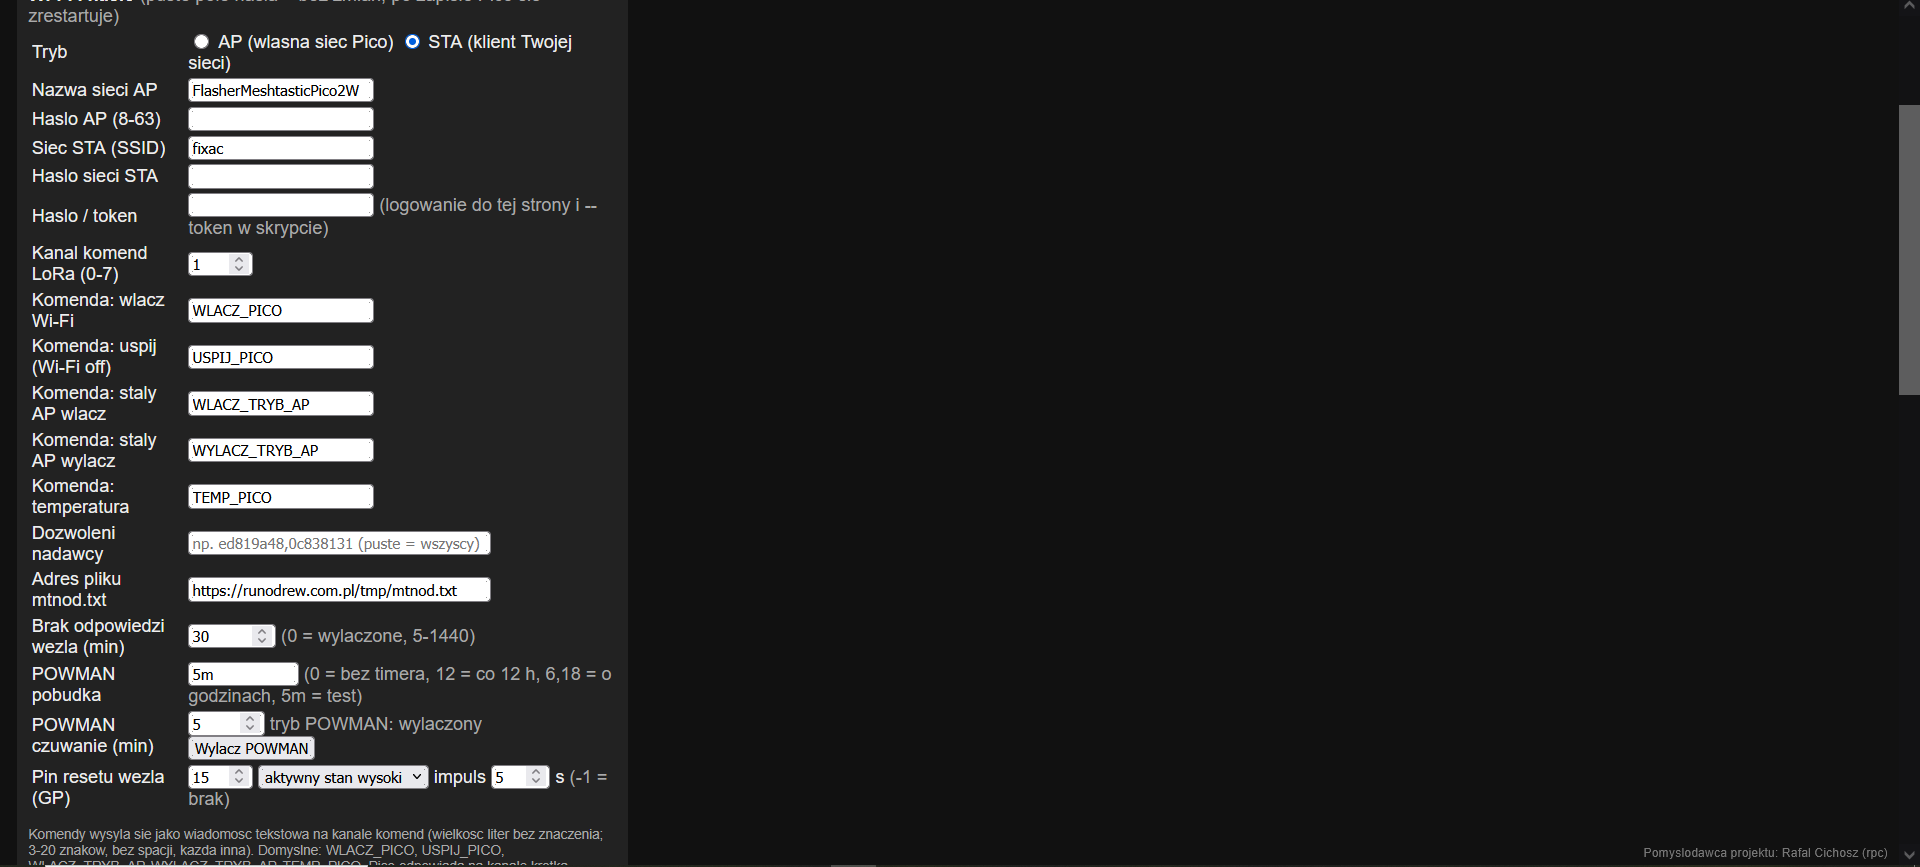 zrestartuje)
Tryb
AP (wlasna siec Pico) STA (klient Twojej
sieci)
Nazwa sieci AP FlasherMeshtasticPico2W
Haslo AP (8-63)
Siec STA (SSID) fixac
Haslo sieci STA
Haslo / token
(logowanie do tej strony i --
token w skrypcie)
Kanal komend
LoRa (0-7)
1
Komenda: wlacz
Wi-Fi
WLACZ_PICO
Komenda: uspij
(Wi-Fi off)
USPIJ_PICO
Komenda: staly
AP wlacz
WLACZ_TRYB_AP
Komenda: staly
AP wylacz
WYLACZ_TRYB_AP
Komenda:
temperatura
TEMP_PICO
Dozwoleni
nadawcy
np. ed819a48,0c838131 (puste = wszyscy)
Adres pliku
mtnod.txt
https://runodrew.com.pl/tmp/mtnod.txt
Brak odpowiedzi
wezla (min)
30 (0 = wylaczone, 5-1440)
POWMAN
pobudka
5m (0 = bez timera, 12 = co 12 h, 6,18 = o
godzinach, 5m = test)
POWMAN
czuwanie (min)
5 tryb POWMAN: wylaczony
Wylacz POWMAN
Pin resetu wezla
(GP)
15 aktywny stan wysoki impuls 5 s (-1 =
brak)
Komendy wysyla sie jako wiadomosc tekstowa na kanale komend (wielkosc liter bez znaczenia;
3-20 znakow, bez spacji, kazda inna). Domyslne: WLACZ_PICO, USPIJ_PICO,
WLACZ_TRYB_AP, WYLACZ_TRYB_AP, TEMP_PICO. Pico odpowiada na kanale krotka
Pomyslodawca projektu: Rafal Cichosz (rpc)